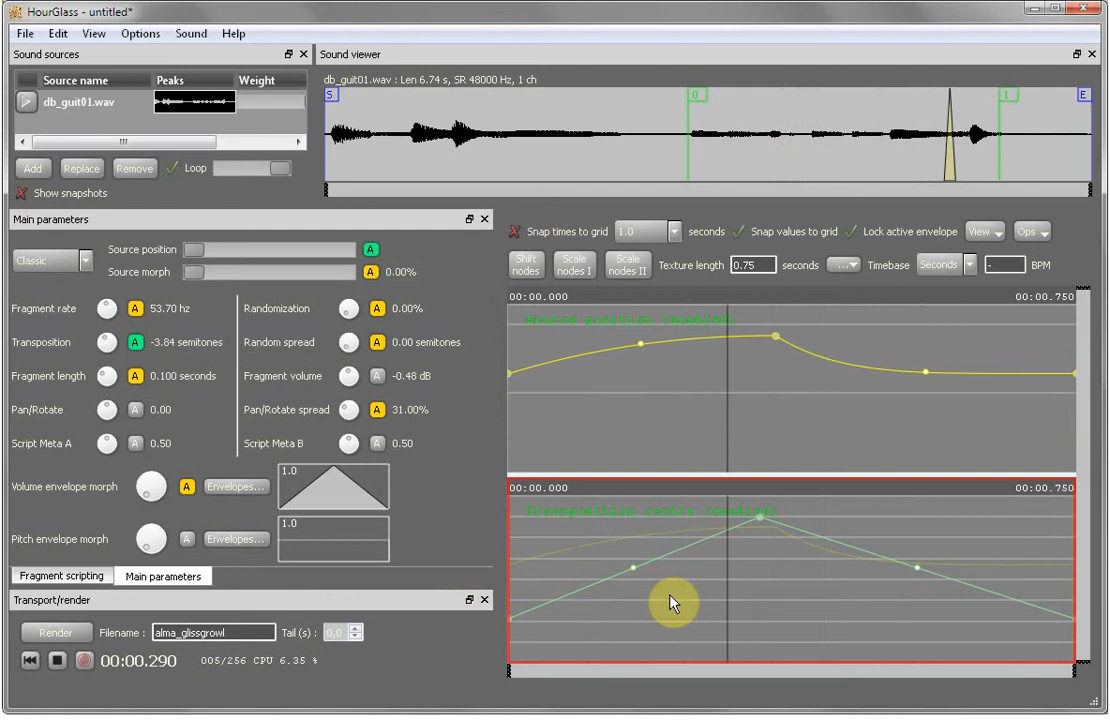 HourGlass - untitled*
File Edit View Options Sound Help
Sound sources
Source name Peaks Weight
db_guit01.wav
Add Replace Remove Loop
Show snapshots
Sound viewer
db_guit01.wav : Len 6.74 s, SR 48000 Hz, 1 ch
S 0 1 E
Main parameters
Classic
Source position A
Source morph A 0.00%
Fragment rate A 53.70 hz Randomization A 0.00%
Transposition A -3.84 semitones Random spread A 0.00 semitones
Fragment length A 0.100 seconds Fragment volume A -0.48 dB
Pan/Rotate A 0.00 Pan/Rotate spread A 31.00%
Script Meta A A 0.50 Script Meta B A 0.50
Volume envelope morph A Envelopes... 1.0
Pitch envelope morph A Envelopes... 1.0
Fragment scripting Main parameters
Transport/render
Render Filename : alma_glissgrowl Tail (s) : 0,0
00:00.290 005/256 CPU 6.35 %
Snap times to grid 1.0 seconds Snap values to grid Lock active envelope View Ops
Shift nodes Scale nodes I Scale nodes II Texture length 0.75 seconds ... Timebase Seconds - BPM
00:00.000 00:00.750
Source position
00:00.000 00:00.750
Transposition centre